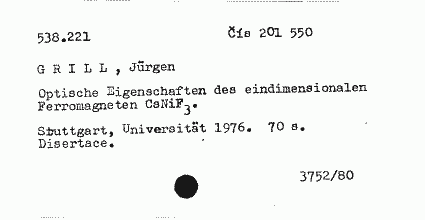 538.221 Čís 201 550
G R I L L , Jürgen
Optische Eigenschaften des eindimensionalen
Ferromagneten CsNiF3.
Stuttgart, Universität 1976. 70 s.
Disertace.
3752/80